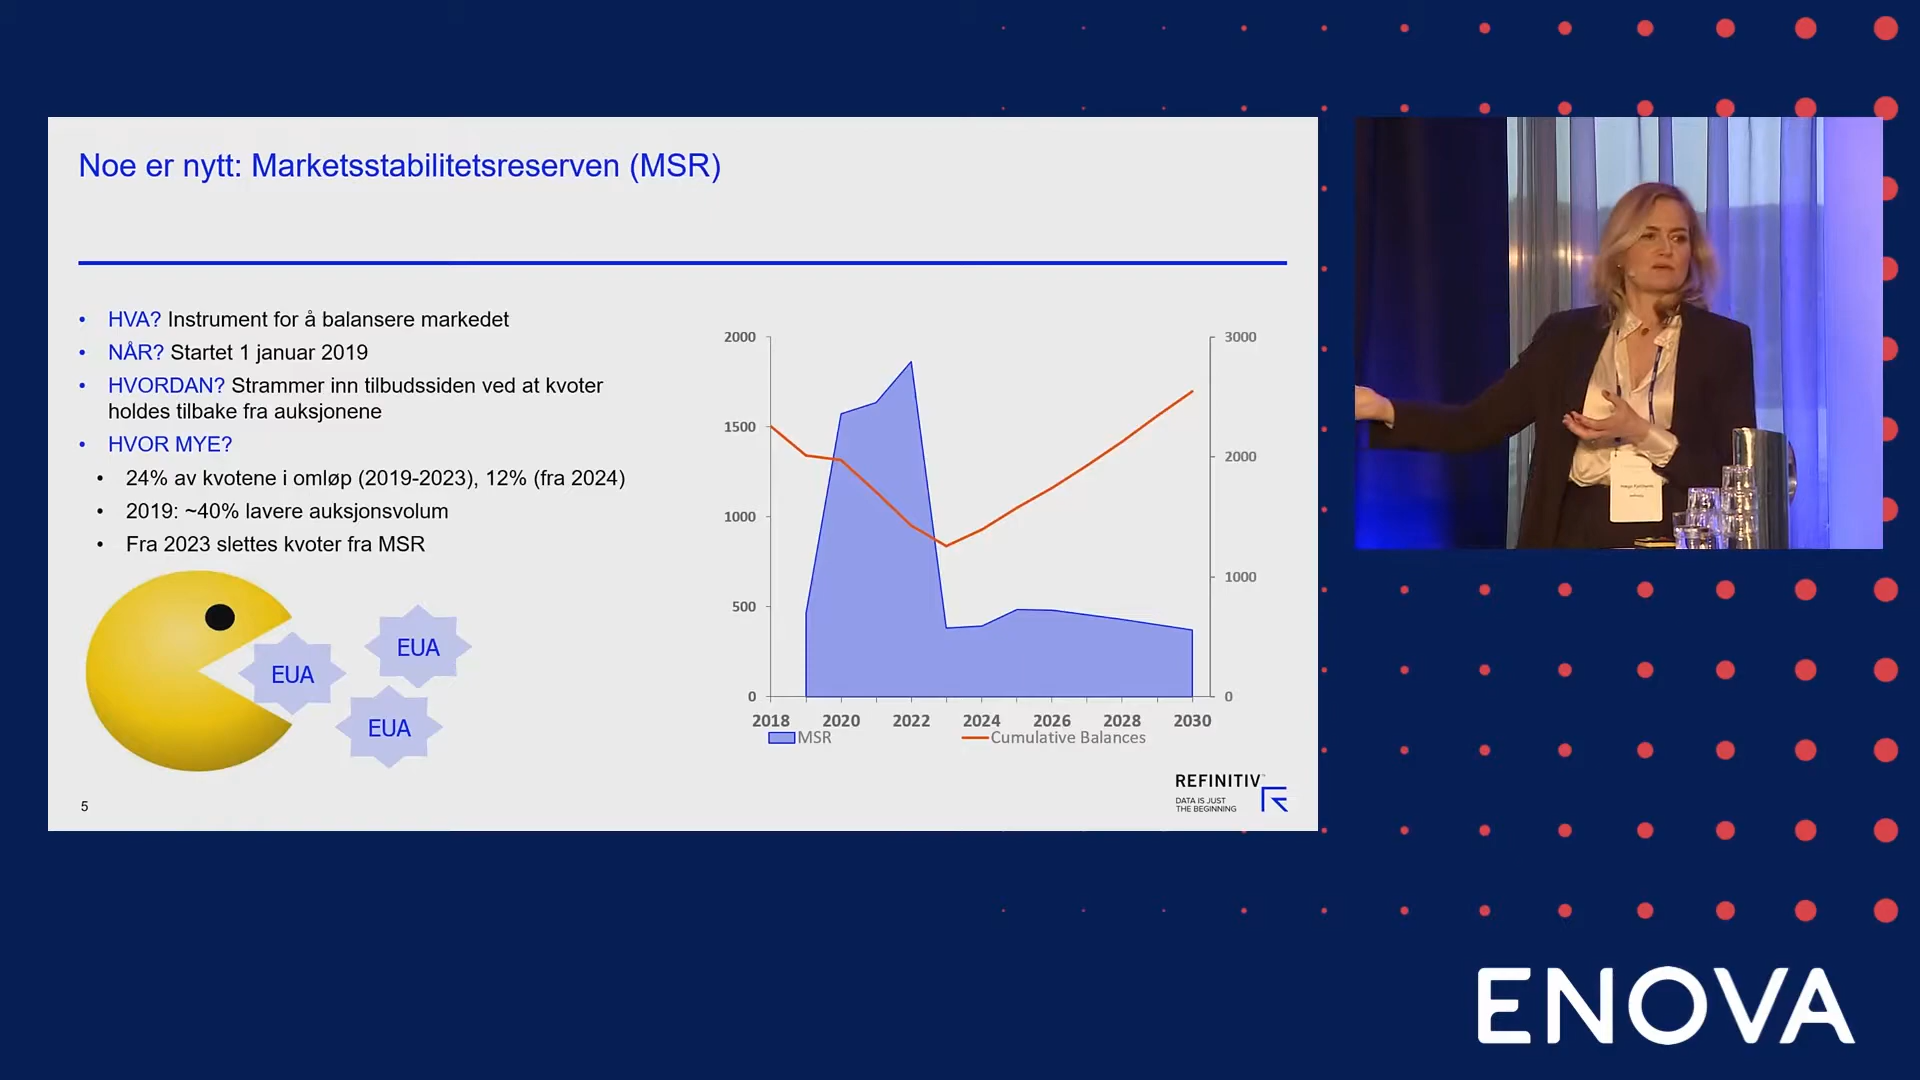 Noe er nytt: Marketsstabilitetsreserven (MSR)
• HVA? Instrument for å balansere markedet
• NÅR? Startet 1 januar 2019
• HVORDAN? Strammer inn tilbudssiden ved at kvoter
holdes tilbake fra auksjonene
• HVOR MYE?
• 24% av kvotene i omløp (2019-2023), 12% (fra 2024)
• 2019: ~40% lavere auksjonsvolum
• Fra 2023 slettes kvoter fra MSR
EUA
EUA
EUA
2000
1500
1000
500
0
3000
2000
1000
0
2018 2020 2022 2024 2026 2028 2030
MSR Cumulative Balances
REFINITIV™
DATA IS JUST
THE BEGINNING
5
ENOVA